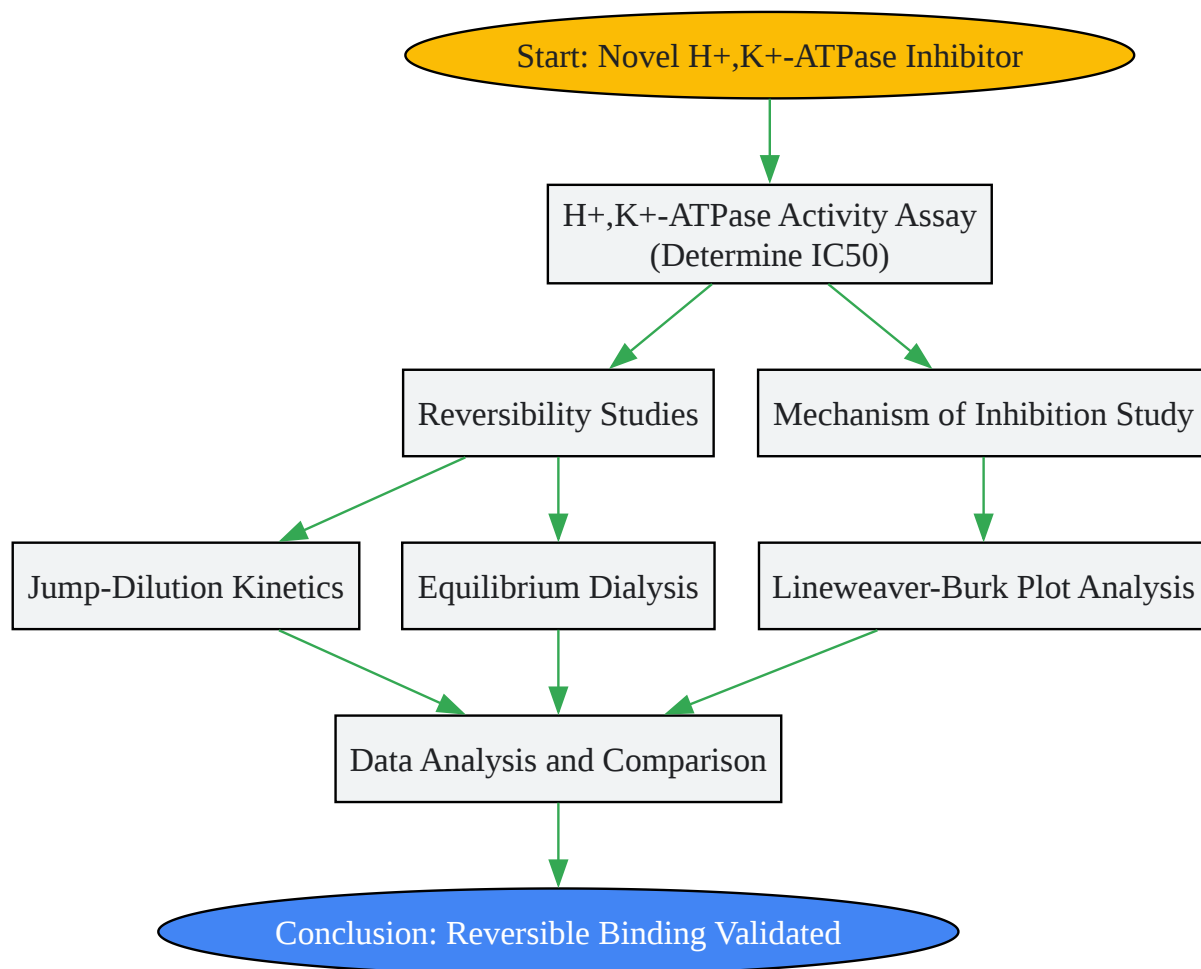 Start: Novel H+,K+-ATPase Inhibitor
H+,K+-ATPase Activity Assay
(Determine IC50)
Reversibility Studies
Mechanism of Inhibition Study
Jump-Dilution Kinetics
Equilibrium Dialysis
Lineweaver-Burk Plot Analysis
Data Analysis and Comparison
Conclusion: Reversible Binding Validated